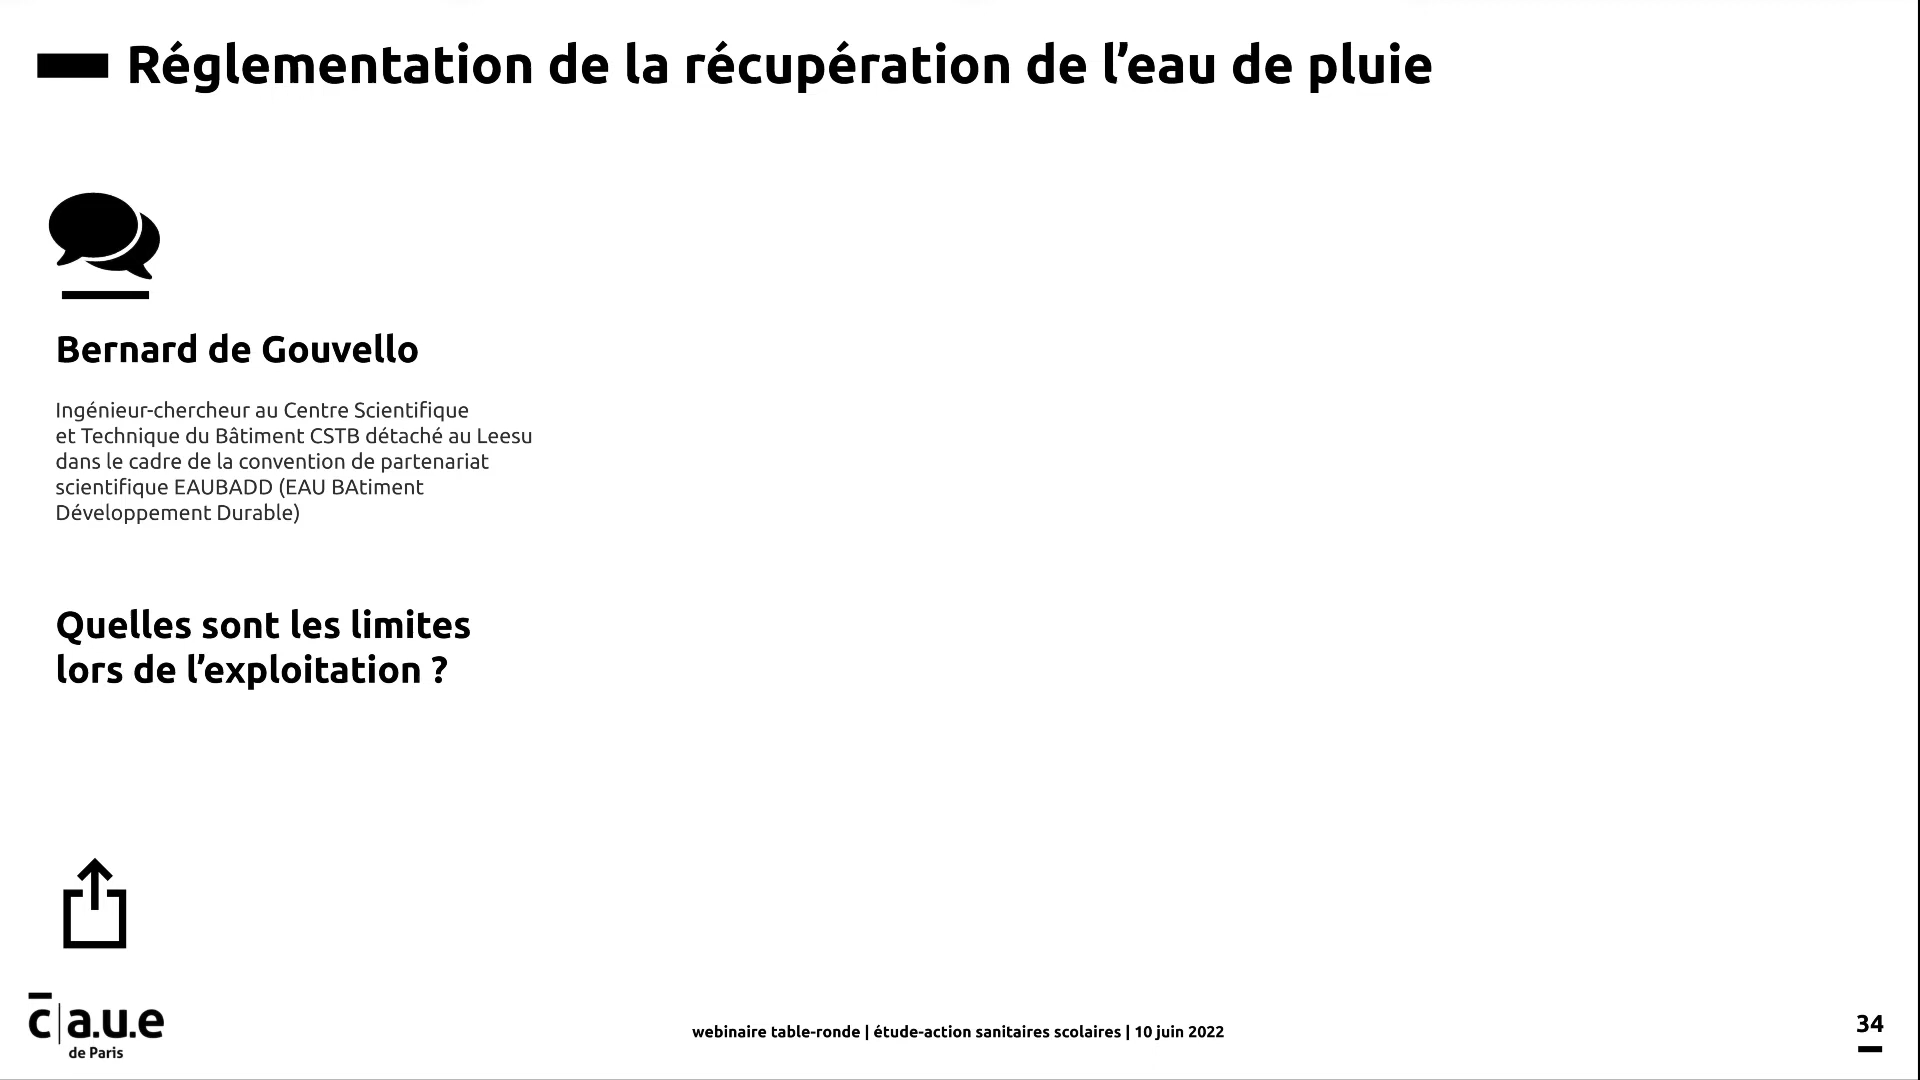 Réglementation de la récupération de l’eau de pluie
Bernard de Gouvello
Ingénieur-chercheur au Centre Scientifique
et Technique du Bâtiment CSTB détaché au Leesu
dans le cadre de la convention de partenariat
scientifique EAUBADD (EAU BAtiment
Développement Durable)
Quelles sont les limites
lors de l’exploitation ?
c|a.u.e
de Paris
webinaire table-ronde | étude-action sanitaires scolaires | 10 juin 2022
34